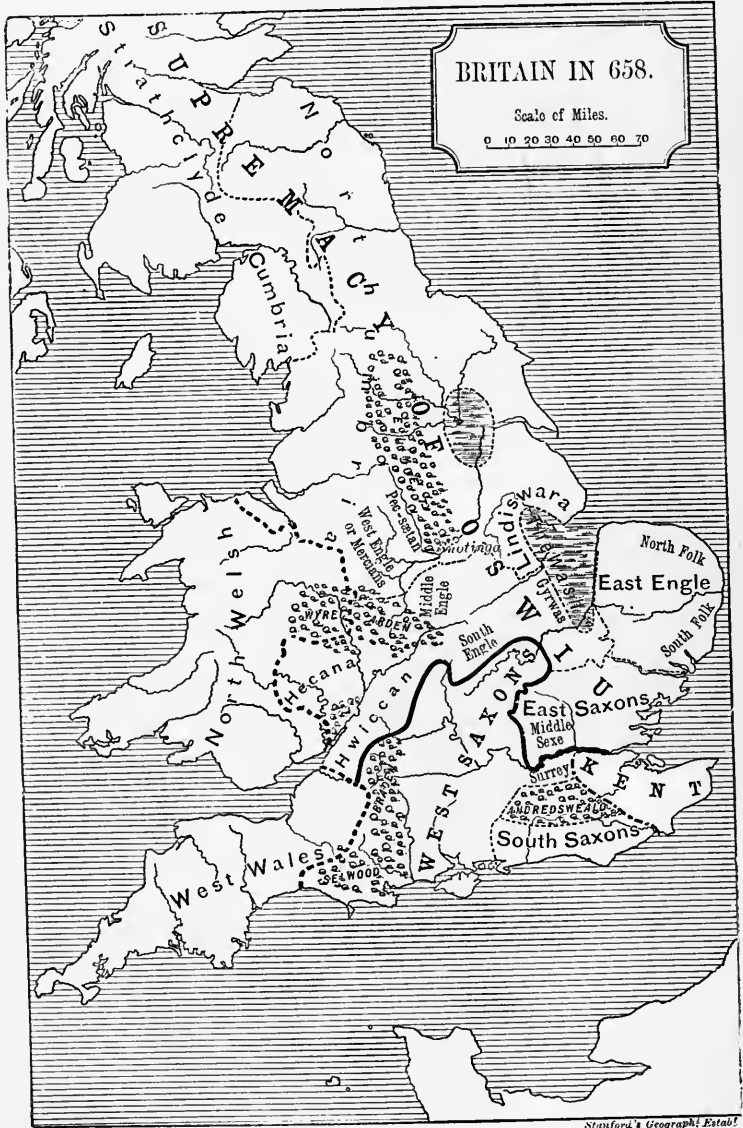 BRITAIN IN 658.
Scale of Miles.
0 10 20 30 40 50 60 70
SUPREMACY OF OSWIU
Strathclyde
Northumbria
Cumbria
Pec-sætan
Lindiswara
West Engle
or Mercians
Middle
Engle
Gyrwas
North Folk
East Engle
South Folk
North Welsh
WYRE
ARDEN
Hecana
South
Engle
Hwiccan
East Saxons
Middle
Sexe
WEST SAXONS
Surrey
KENT
ANDREDSWEALD
South Saxons
West Wales
SELWOOD
Stanford's Geograph! Estab!